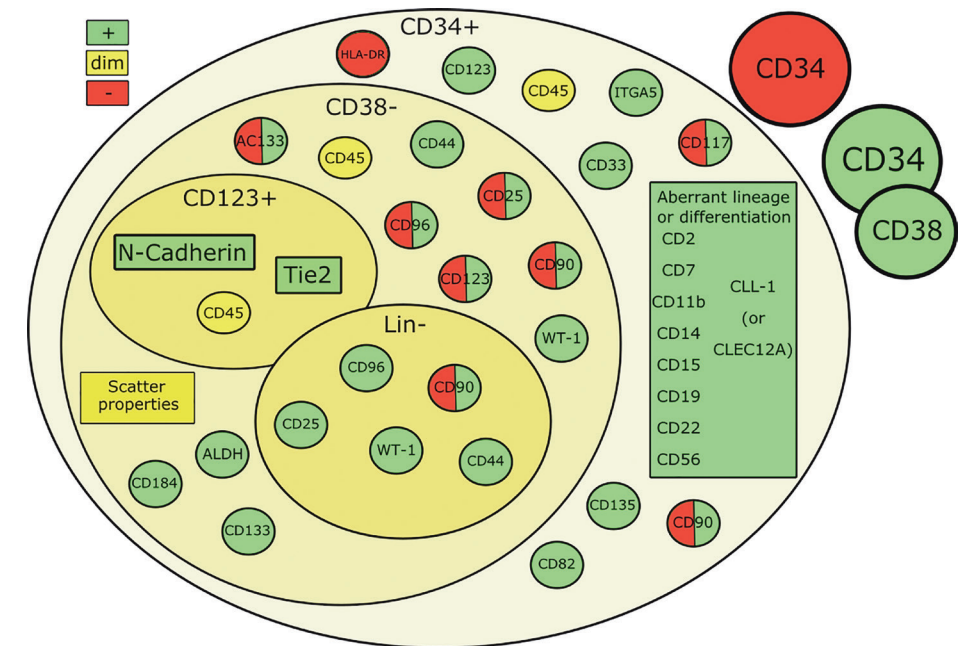 +
dim
-
CD34+
HLA-DR
CD123
CD45
ITGA5
CD34
CD38-
AC133
CD45
CD44
CD33
CD117
CD34
CD38
CD123+
N-Cadherin
Tie2
CD45
CD25
CD96
CD123
CD90
WT-1
Aberrant lineage
or differentiation
CD2
CD7
CD11b
CD14
CD15
CD19
CD22
CD56
CLL-1
(or
CLEC12A)
Lin-
CD96
CD90
CD25
WT-1
CD44
Scatter
properties
ALDH
CD184
CD133
CD135
CD90
CD82